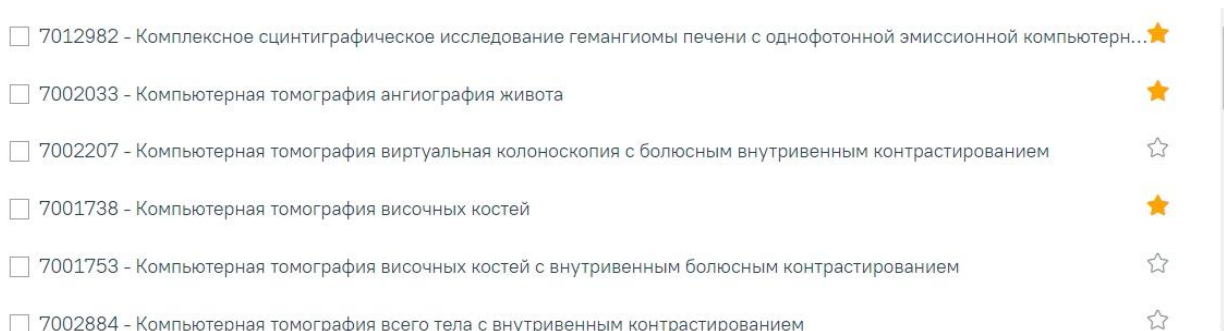 7012982 - Комплексное сцинтиграфическое исследование гемангиомы печени с однофотонной эмиссионной компьютерн...
7002033 - Компьютерная томография ангиография живота
7002207 - Компьютерная томография виртуальная колоноскопия с болюсным внутривенным контрастированием
7001738 - Компьютерная томография височных костей
7001753 - Компьютерная томография височных костей с внутривенным болюсным контрастированием
7002884 - Компьютерная томография всего тела с внутривенным контрастированием